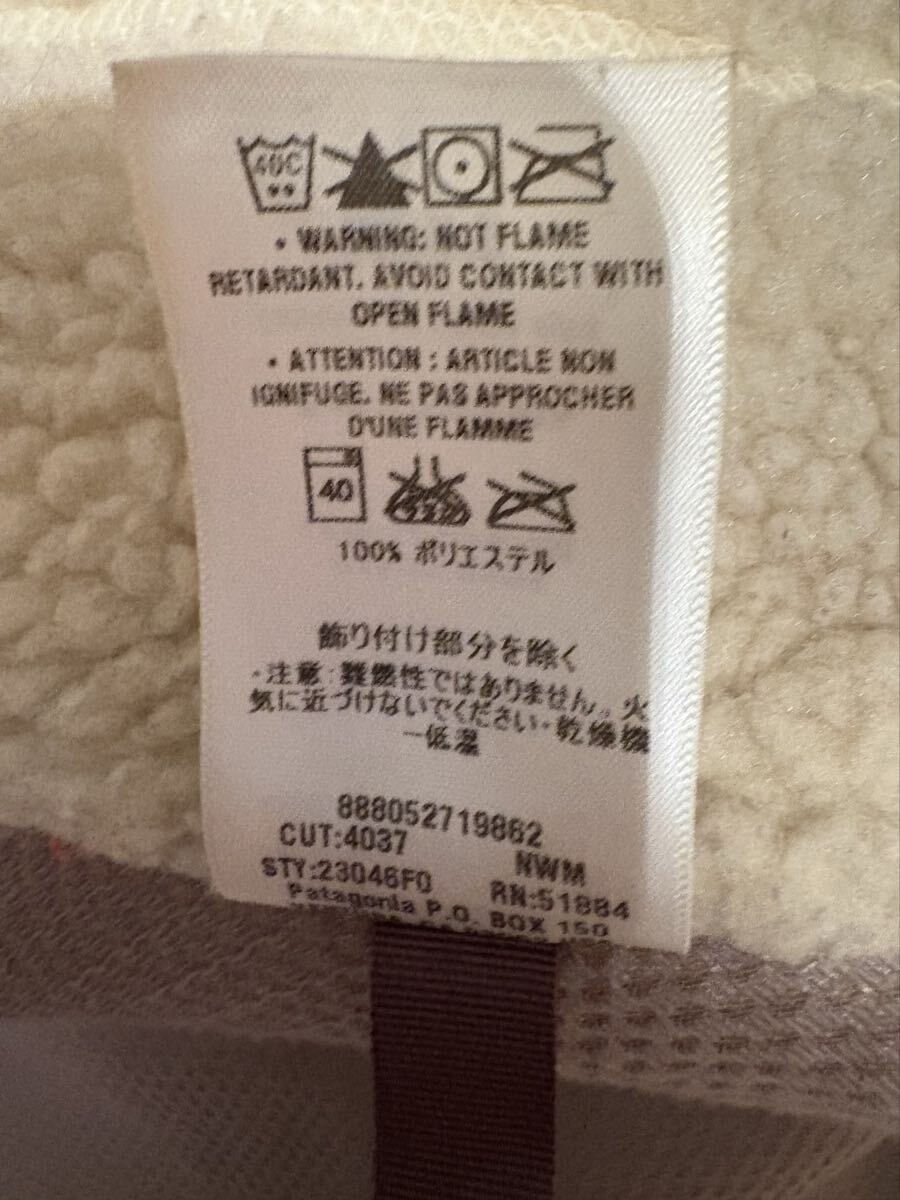 40C
• WARNING: NOT FLAME
RETARDANT. AVOID CONTACT WITH
OPEN FLAME
• ATTENTION : ARTICLE NON
IGNIFUGE. NE PAS APPROCHER
D'UNE FLAMME
40
100% ポリエステル
飾り付け部分を除く
・注意:難燃性ではありません。火
気に近づけないでください・乾燥機
ー低温
888052719882
CUT:4037
NWM
STY:23046F0
RN:51884
Patagonia P.O. BOX 150